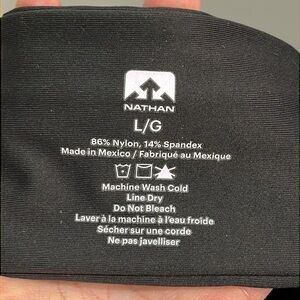 NATHAN
L/G
86% Nylon, 14% Spandex
Made in Mexico / Fabriqué au Mexique
Machine Wash Cold
Line Dry
Do Not Bleach
Laver à la machine à l'eau froide
Sécher sur une corde
Ne pas javelliser